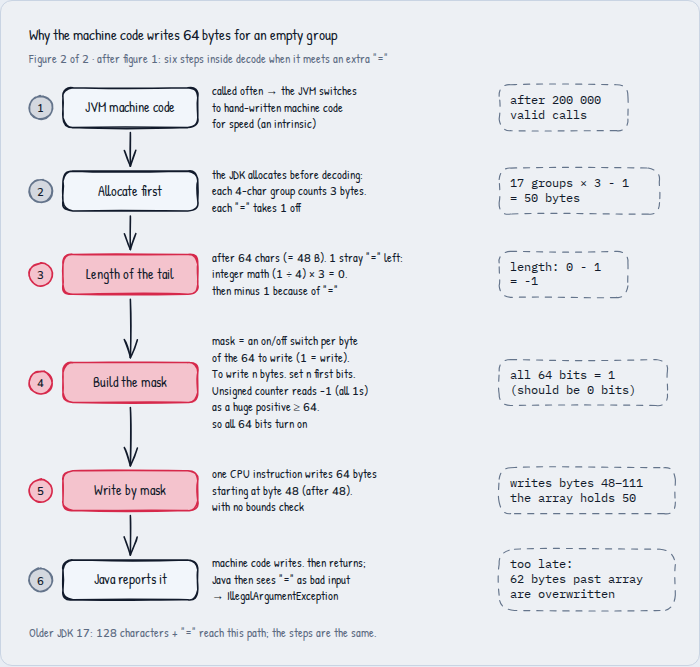 Why the machine code writes 64 bytes for an empty group
Figure 2 of 2 · after figure 1: six steps inside decode when it meets an extra "="
1
JVM machine code
called often → the JVM switches
to hand-written machine code
for speed (an intrinsic)
after 200 000
valid calls
2
Allocate first
the JDK allocates before decoding:
each 4-char group counts 3 bytes,
each "=" takes 1 off
17 groups × 3 - 1
= 50 bytes
3
Length of the tail
after 64 chars (= 48 B), 1 stray "=" left:
integer math (1 ÷ 4) × 3 = 0,
then minus 1 because of "="
length: 0 - 1
= -1
4
Build the mask
mask = an on/off switch per byte
of the 64 to write (1 = write).
To write n bytes, set n first bits.
Unsigned counter reads -1 (all 1s)
as a huge positive ≥ 64,
so all 64 bits turn on
all 64 bits = 1
(should be 0 bits)
5
Write by mask
one CPU instruction writes 64 bytes
starting at byte 48 (after 48),
with no bounds check
writes bytes 48–111
the array holds 50
6
Java reports it
machine code writes, then returns;
Java then sees "=" as bad input
→ IllegalArgumentException
too late:
62 bytes past array
are overwritten
Older JDK 17: 128 characters + "=" reach this path; the steps are the same.